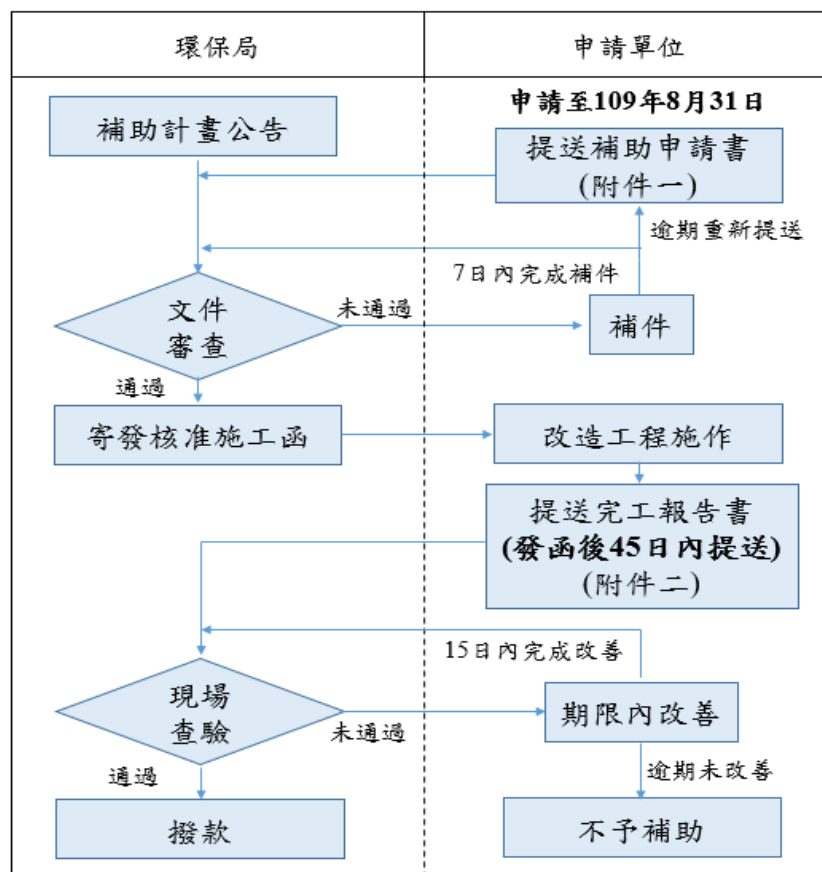 環保局
申請單位
申請至109年8月31日
補助計畫公告
提送補助申請書
(附件一)
逾期重新提送
7日內完成補件
文件
審查
未通過
補件
通過
寄發核准施工函
改造工程施作
提送完工報告書
(發函後45日內提送)
(附件二)
15日內完成改善
現場
查驗
未通過
期限內改善
通過
逾期未改善
撥款
不予補助